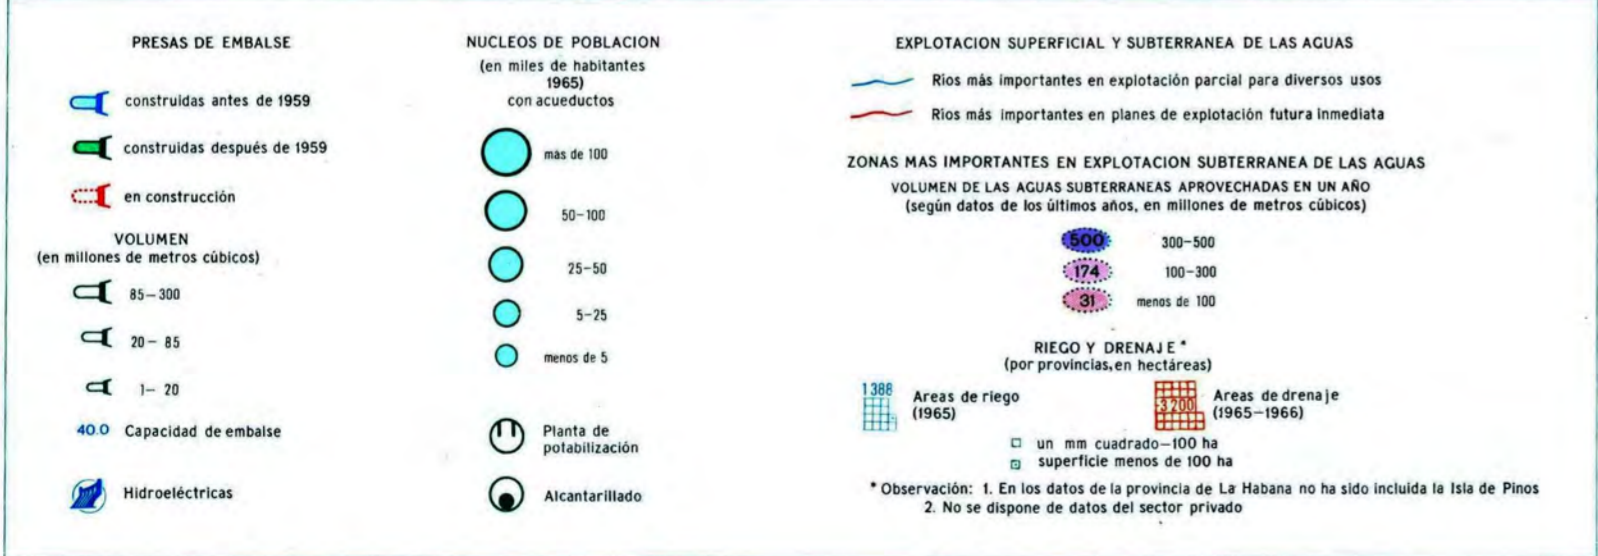 PRESAS DE EMBALSE
construidas antes de 1959
construidas después de 1959
en construcción
VOLUMEN
(en millones de metros cúbicos)
85-300
20- 85
1- 20
40.0 Capacidad de embalse
Hidroeléctricas
NUCLEOS DE POBLACION
(en miles de habitantes
1965)
con acueductos
mas de 100
50-100
25-50
5-25
menos de 5
Planta de
potabilización
Alcantarillado
EXPLOTACION SUPERFICIAL Y SUBTERRANEA DE LAS AGUAS
Rios más importantes en explotación parcial para diversos usos
Rios más importantes en planes de explotación futura inmediata
ZONAS MAS IMPORTANTES EN EXPLOTACION SUBTERRANEA DE LAS AGUAS
VOLUMEN DE LAS AGUAS SUBTERRANEAS APROVECHADAS EN UN AÑO
(según datos de los últimos años, en millones de metros cúbicos)
500 300-500
174 100-300
31 menos de 100
RIEGO Y DRENAJE*
(por provincias,en hectáreas)
1388
Areas de riego
(1965)
3200
Areas de drenaje
(1965-1966)
un mm cuadrado-100 ha
superficie menos de 100 ha
* Observación: 1. En los datos de la provincia de La Habana no ha sido incluida la Isla de Pinos
2. No se dispone de datos del sector privado